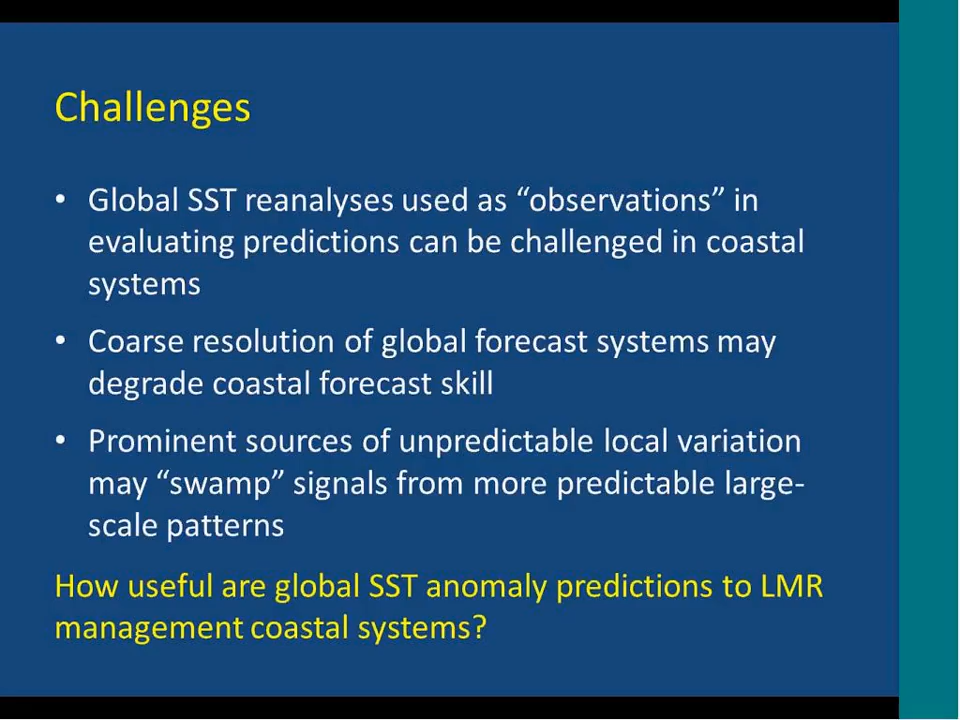 Challenges
• Global SST reanalyses used as “observations” in
evaluating predictions can be challenged in coastal
systems
• Coarse resolution of global forecast systems may
degrade coastal forecast skill
• Prominent sources of unpredictable local variation
may “swamp” signals from more predictable large-
scale patterns
How useful are global SST anomaly predictions to LMR
management coastal systems?